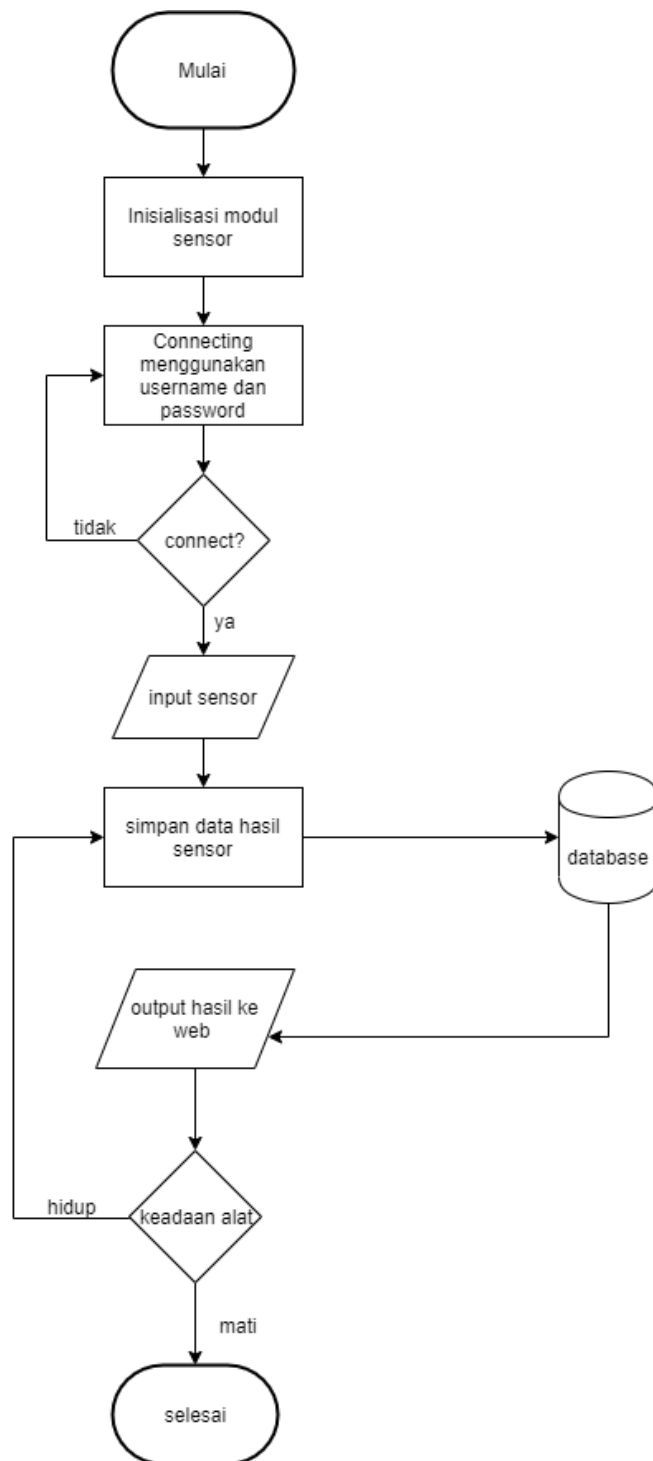 Mulai
Inisialisasi modul
sensor
Connecting
menggunakan
username dan
password
tidak
connect?
ya
input sensor
simpan data hasil
sensor
database
output hasil ke
web
hidup
keadaan alat
mati
selesai